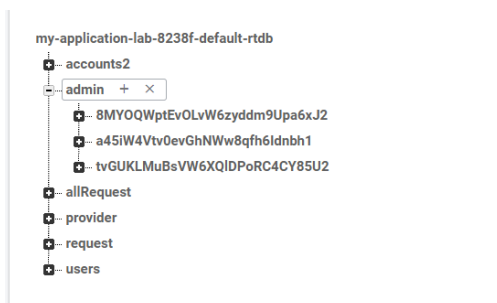 my-application-lab-8238f-default-rtdb
accounts2
admin + ×
8MYOQWptEvOLvW6zyddm9Upa6xJ2
a45iW4Vtv0evGhNWw8qfh6Idnbh1
tvGUKLMuBsVW6XQlDPoRC4CY85U2
allRequest
provider
request
users